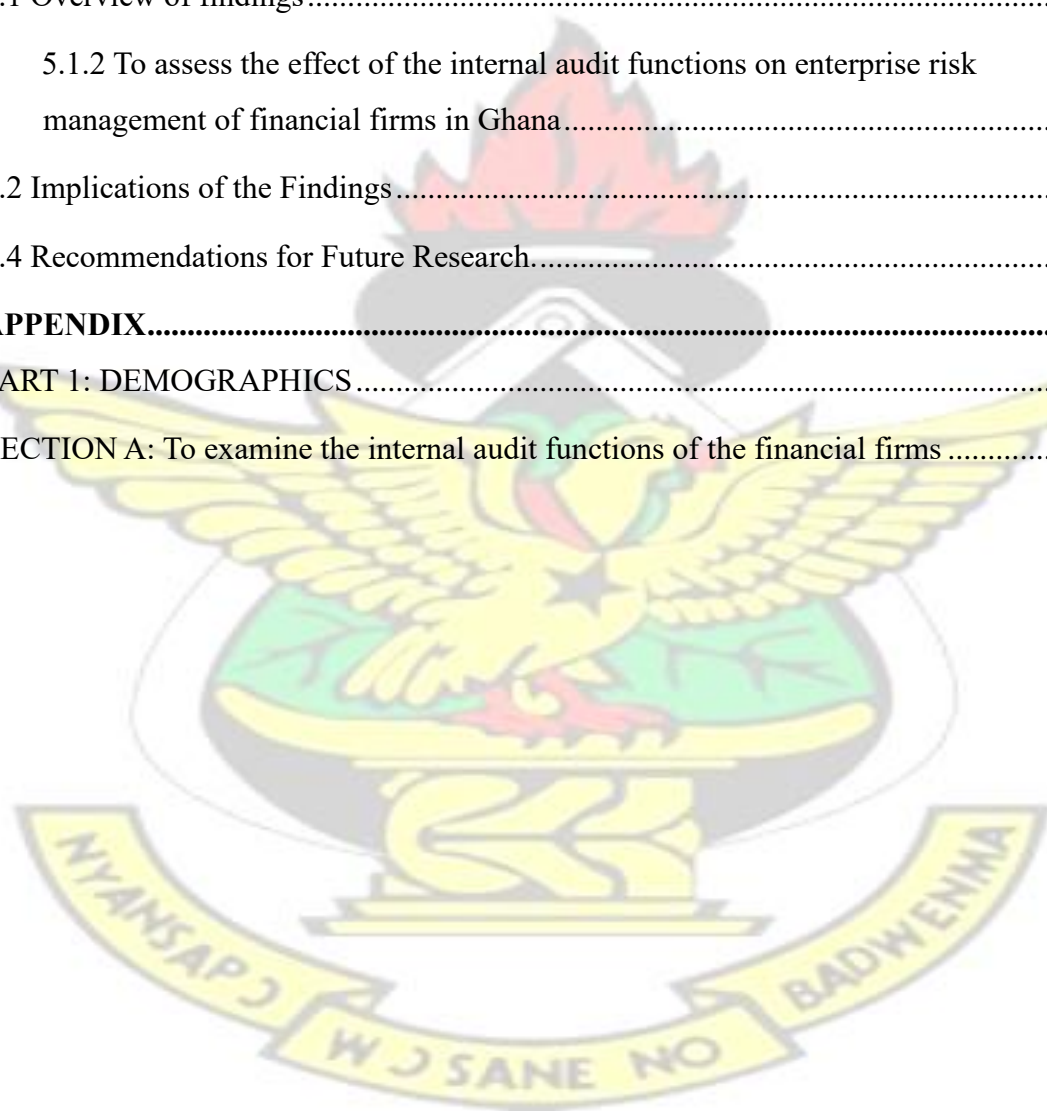 .1 Overview of findings........................................................................................
5.1.2 To assess the effect of the internal audit functions on enterprise risk
management of financial firms in Ghana............................................................
.2 Implications of the Findings.................................................................................
.4 Recommendations for Future Research................................................................
APPENDIX................................................................................................................
ART 1: DEMOGRAPHICS......................................................................................
ECTION A: To examine the internal audit functions of the financial firms .............
NYANSAPƆ
WƆSANE NO
BADWENMA